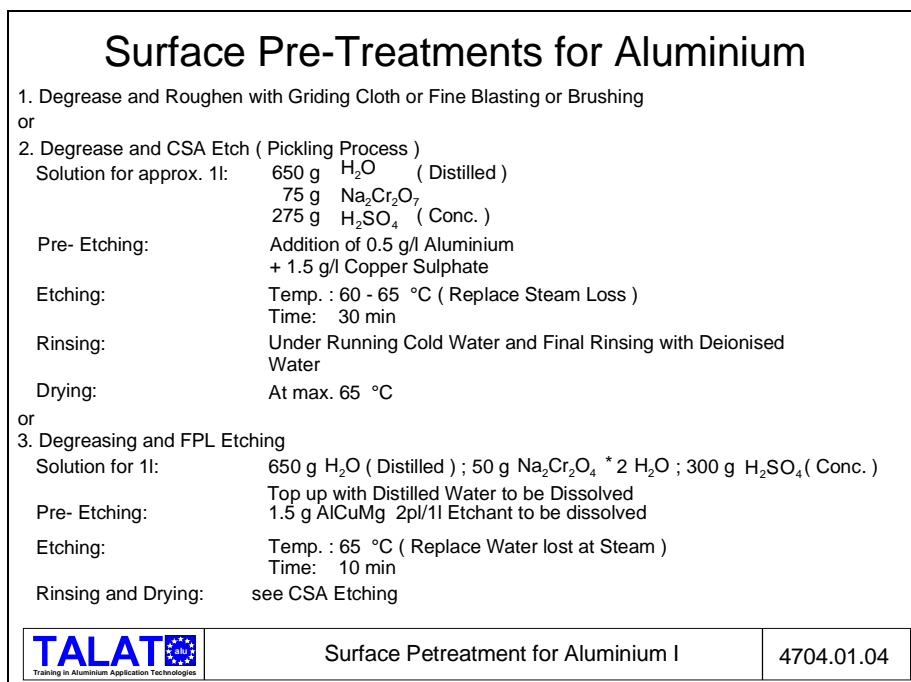 Surface Pre-Treatments for Aluminium
1. Degrease and Roughen with Griding Cloth or Fine Blasting or Brushing
or
2. Degrease and CSA Etch ( Pickling Process )
Solution for approx. 1l: 650 g H₂O ( Distilled )
75 g Na₂Cr₂O₇
275 g H₂SO₄ ( Conc. )
Pre- Etching: Addition of 0.5 g/l Aluminium
+ 1.5 g/l Copper Sulphate
Etching: Temp. : 60 - 65 °C ( Replace Steam Loss )
Time: 30 min
Rinsing: Under Running Cold Water and Final Rinsing with Deionised
Water
Drying: At max. 65 °C
or
3. Degreasing and FPL Etching
Solution for 1l: 650 g H₂O ( Distilled ) ; 50 g Na₂Cr₂O₄ * 2 H₂O ; 300 g H₂SO₄ ( Conc. )
Top up with Distilled Water to be Dissolved
Pre- Etching: 1.5 g AlCuMg 2pl/1l Etchant to be dissolved
Etching: Temp. : 65 °C ( Replace Water lost at Steam )
Time: 10 min
Rinsing and Drying: see CSA Etching
TALAT alu
Training in Aluminium Application Technologies
Surface Petreatment for Aluminium I
4704.01.04